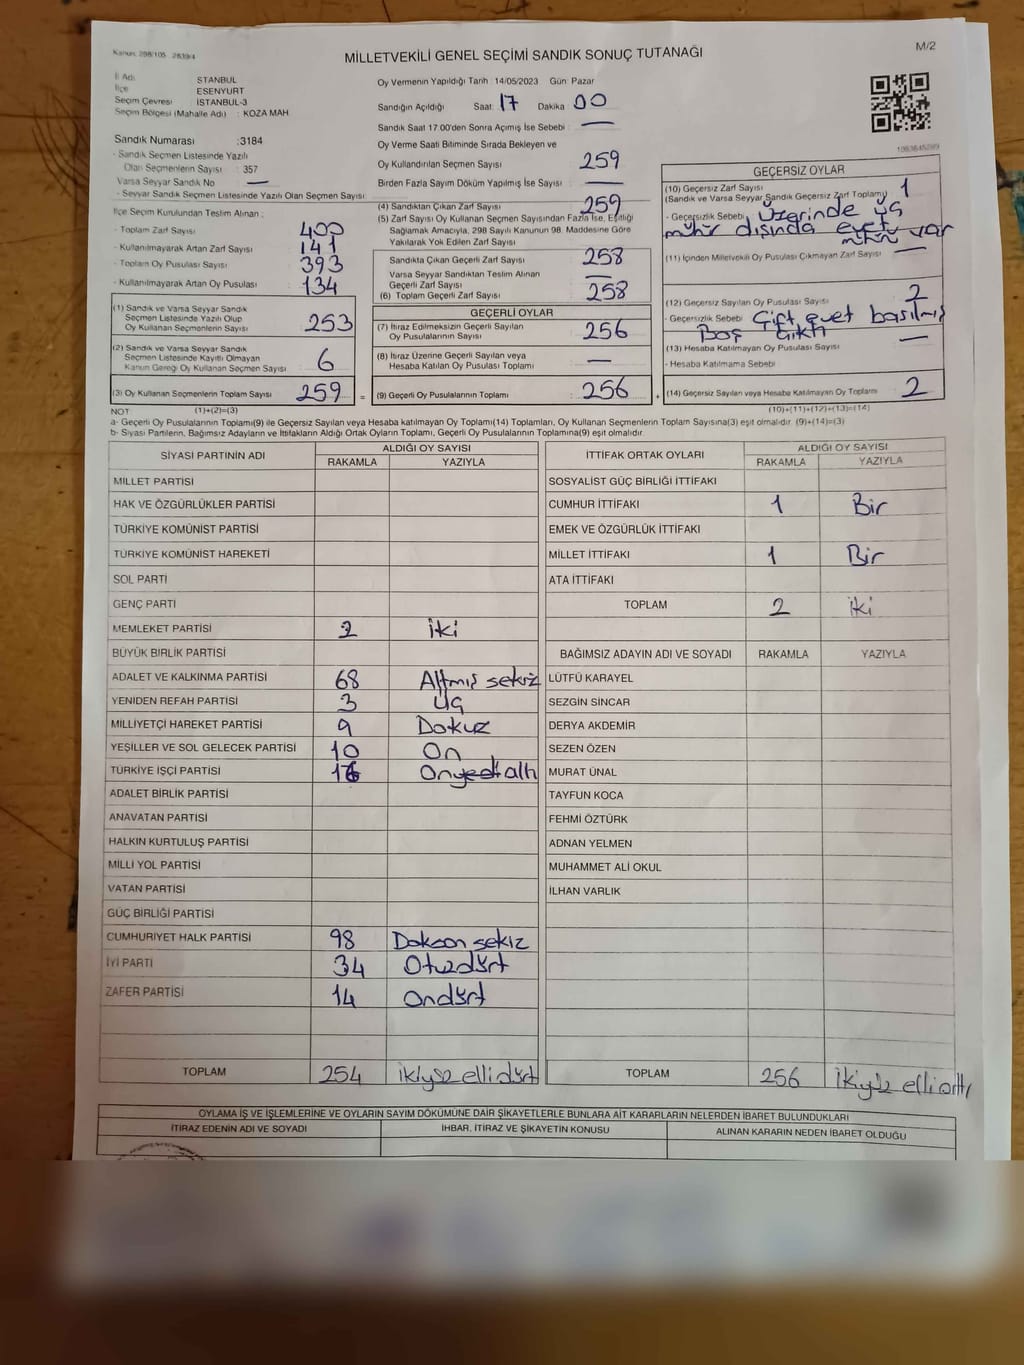 Kanun: 298/105 2839/4
MİLLETVEKİLİ GENEL SEÇİMİ SANDIK SONUÇ TUTANAĞI
M/2
İl Adı STANBUL
İlçe ESENYURT
Seçim Çevresi İSTANBUL-3
Seçim Bölgesi (Mahalle Adı) : KOZA MAH
Sandık Numarası :3184
- Sandık Seçmen Listesinde Yazılı
Olan Seçmenlerin Sayısı : 357
Varsa Seyyar Sandık No —
- Seyyar Sandık Seçmen Listesinde Yazılı Olan Seçmen Sayısı
İlçe Seçim Kurulundan Teslim Alınan ;
- Toplam Zarf Sayısı 400
- Kullanılmayarak Artan Zarf Sayısı 141
- Toplam Oy Pusulası Sayısı 393
- Kullanılmayarak Artan Oy Pusulası 134
(1) Sandık ve Varsa Seyyar Sandık
Seçmen Listesinde Yazılı Olup
Oy Kullanan Seçmenlerin Sayısı 253
(2) Sandık ve Varsa Seyyar Sandık
Seçmen Listesinde Kayıtlı Olmayan
Kanun Gereği Oy Kullanan Seçmen Sayısı 6
(3) Oy Kullanan Seçmenlerin Toplam Sayısı 259 =
Oy Vermenin Yapıldığı Tarih : 14/05/2023 Gün: Pazar
Sandığın Açıldığı Saat: 17 Dakika 00
Sandık Saat 17.00'den Sonra Açımış İse Sebebi : —
Oy Verme Saati Bitiminde Sırada Bekleyen ve
Oy Kullandırılan Seçmen Sayısı 259
Birden Fazla Sayım Döküm Yapılmış İse Sayısı —
(4) Sandıktan Çıkan Zarf Sayısı 259
(5) Zarf Sayısı Oy Kullanan Seçmen Sayısından Fazla İse, Eşitliği
Sağlamak Amacıyla, 298 Sayılı Kanunun 98. Maddesine Göre
Yakılarak Yok Edilen Zarf Sayısı
Sandıkta Çıkan Geçerli Zarf Sayısı 258
Varsa Seyyar Sandıktan Teslim Alınan
Geçerli Zarf Sayısı —
(6) Toplam Geçerli Zarf Sayısı 258
GEÇERLİ OYLAR
(7) İtiraz Edilmeksizin Geçerli Sayılan
Oy Pusulalarının Sayısı 256
(8) İtiraz Üzerine Geçerli Sayılan veya
Hesaba Katılan Oy Pusulası Toplamı —
(9) Geçerli Oy Pusulalarının Toplamı 256 +
1093645289
GEÇERSİZ OYLAR
(10) Geçersiz Zarf Sayısı 1
(Sandık ve Varsa Seyyar Sandık Geçersiz Zarf Toplamı)
- Geçersizlik Sebebi Üzerinde üç
mühür dışında evet
mührü var
(11) İçinden Milletvekili Oy Pusulası Çıkmayan Zarf Sayısı —
(12) Geçersiz Sayılan Oy Pusulası Sayısı 2
- Geçersizlik Sebebi : Çift evet basılmış
Boş çıktı
(13) Hesaba Katılmayan Oy Pusulası Sayısı —
- Hesaba Katılmama Sebebi
(14) Geçersiz Sayılan veya Hesaba Katılmayan Oy Toplamı 2
NOT (1)+(2)=(3) (10)+(11)+(12)+(13)=(14)
a- Geçerli Oy Pusulalarının Toplamı(9) ile Geçersiz Sayılan veya Hesaba katılmayan Oy Toplamı(14) Toplamları, Oy Kullanan Seçmenlerin Toplam Sayısına(3) eşit olmalıdır. (9)+(14)=(3)
b- Siyasi Partilerin, Bağımsız Adayların ve İttifakların Aldığı Ortak Oyların Toplamı, Geçerli Oy Pusulalarının Toplamına(9) eşit olmalıdır.
SİYASİ PARTİNİN ADI ALDIĞI OY SAYISI
RAKAMLA YAZIYLA
MİLLET PARTİSİ
HAK VE ÖZGÜRLÜKLER PARTİSİ
TÜRKİYE KOMÜNİST PARTİSİ
TÜRKİYE KOMÜNİST HAREKETİ
SOL PARTİ
GENÇ PARTİ
MEMLEKET PARTİSİ 2 iki
BÜYÜK BİRLİK PARTİSİ
ADALET VE KALKINMA PARTİSİ 68 Altmış sekiz
YENİDEN REFAH PARTİSİ 3 üç
MİLLİYETÇİ HAREKET PARTİSİ 9 Dokuz
YEŞİLLER VE SOL GELECEK PARTİSİ 10 On
TÜRKİYE İŞÇİ PARTİSİ 16
ADALET BİRLİK PARTİSİ
ANAVATAN PARTİSİ
HALKIN KURTULUŞ PARTİSİ
MİLLİ YOL PARTİSİ
VATAN PARTİSİ
GÜÇ BİRLİĞİ PARTİSİ
CUMHURİYET HALK PARTİSİ 98 Doksan sekiz
İYİ PARTİ 34 Otuzdört
ZAFER PARTİSİ 14 Ondört
TOPLAM 254 ikiyüz elli dört
İTTİFAK ORTAK OYLARI ALDIĞI OY SAYISI
RAKAMLA YAZIYLA
SOSYALİST GÜÇ BİRLİĞİ İTTİFAKI
CUMHUR İTTİFAKI 1 Bir
EMEK VE ÖZGÜRLÜK İTTİFAKI
MİLLET İTTİFAKI 1 Bir
ATA İTTİFAKI
TOPLAM 2 iki
BAĞIMSIZ ADAYIN ADI VE SOYADI RAKAMLA YAZIYLA
LÜTFÜ KARAYEL
SEZGİN SİNCAR
DERYA AKDEMİR
SEZEN ÖZEN
MURAT ÜNAL
TAYFUN KOCA
FEHMİ ÖZTÜRK
ADNAN YELMEN
MUHAMMET ALİ OKUL
İLHAN VARLIK
TOPLAM 256 ikiyüz elli altı
OYLAMA İŞ VE İŞLEMLERİNE VE OYLARIN SAYIM DÖKÜMÜNE DAİR ŞİKAYETLERLE BUNLARA AİT KARARLARIN NELERDEN İBARET BULUNDUKLARI
İTİRAZ EDENİN ADI VE SOYADI İHBAR, İTİRAZ VE ŞİKAYETİN KONUSU ALINAN KARARIN NEDEN İBARET OLDUĞU